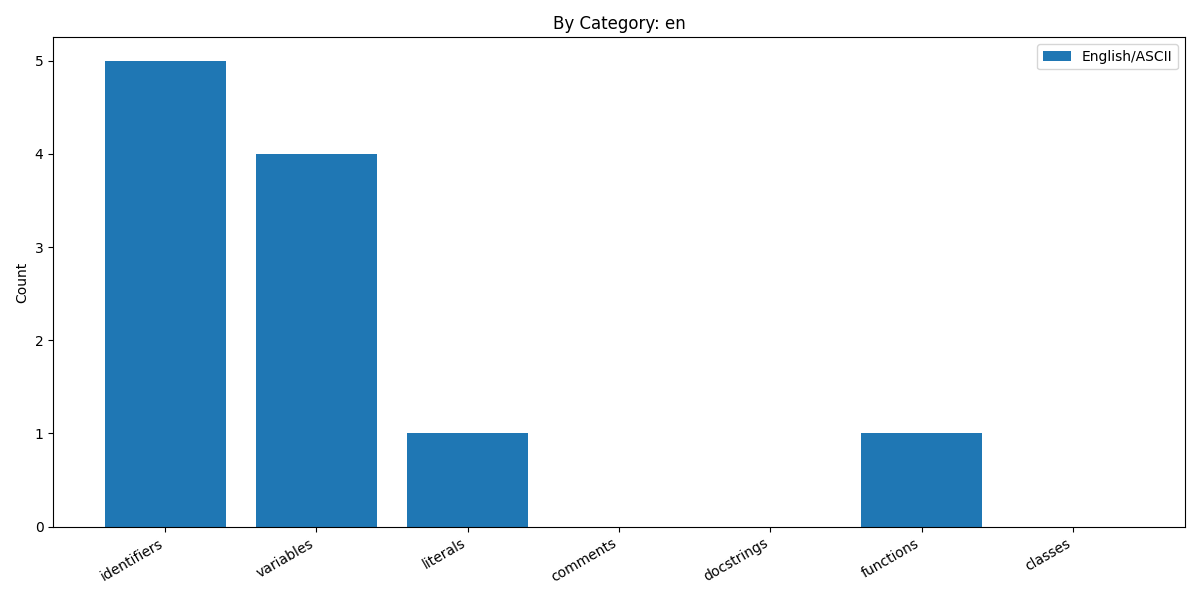 By Category: en
English/ASCII
Count
5
4
3
2
1
0
identifiers
variables
literals
comments
docstrings
functions
classes